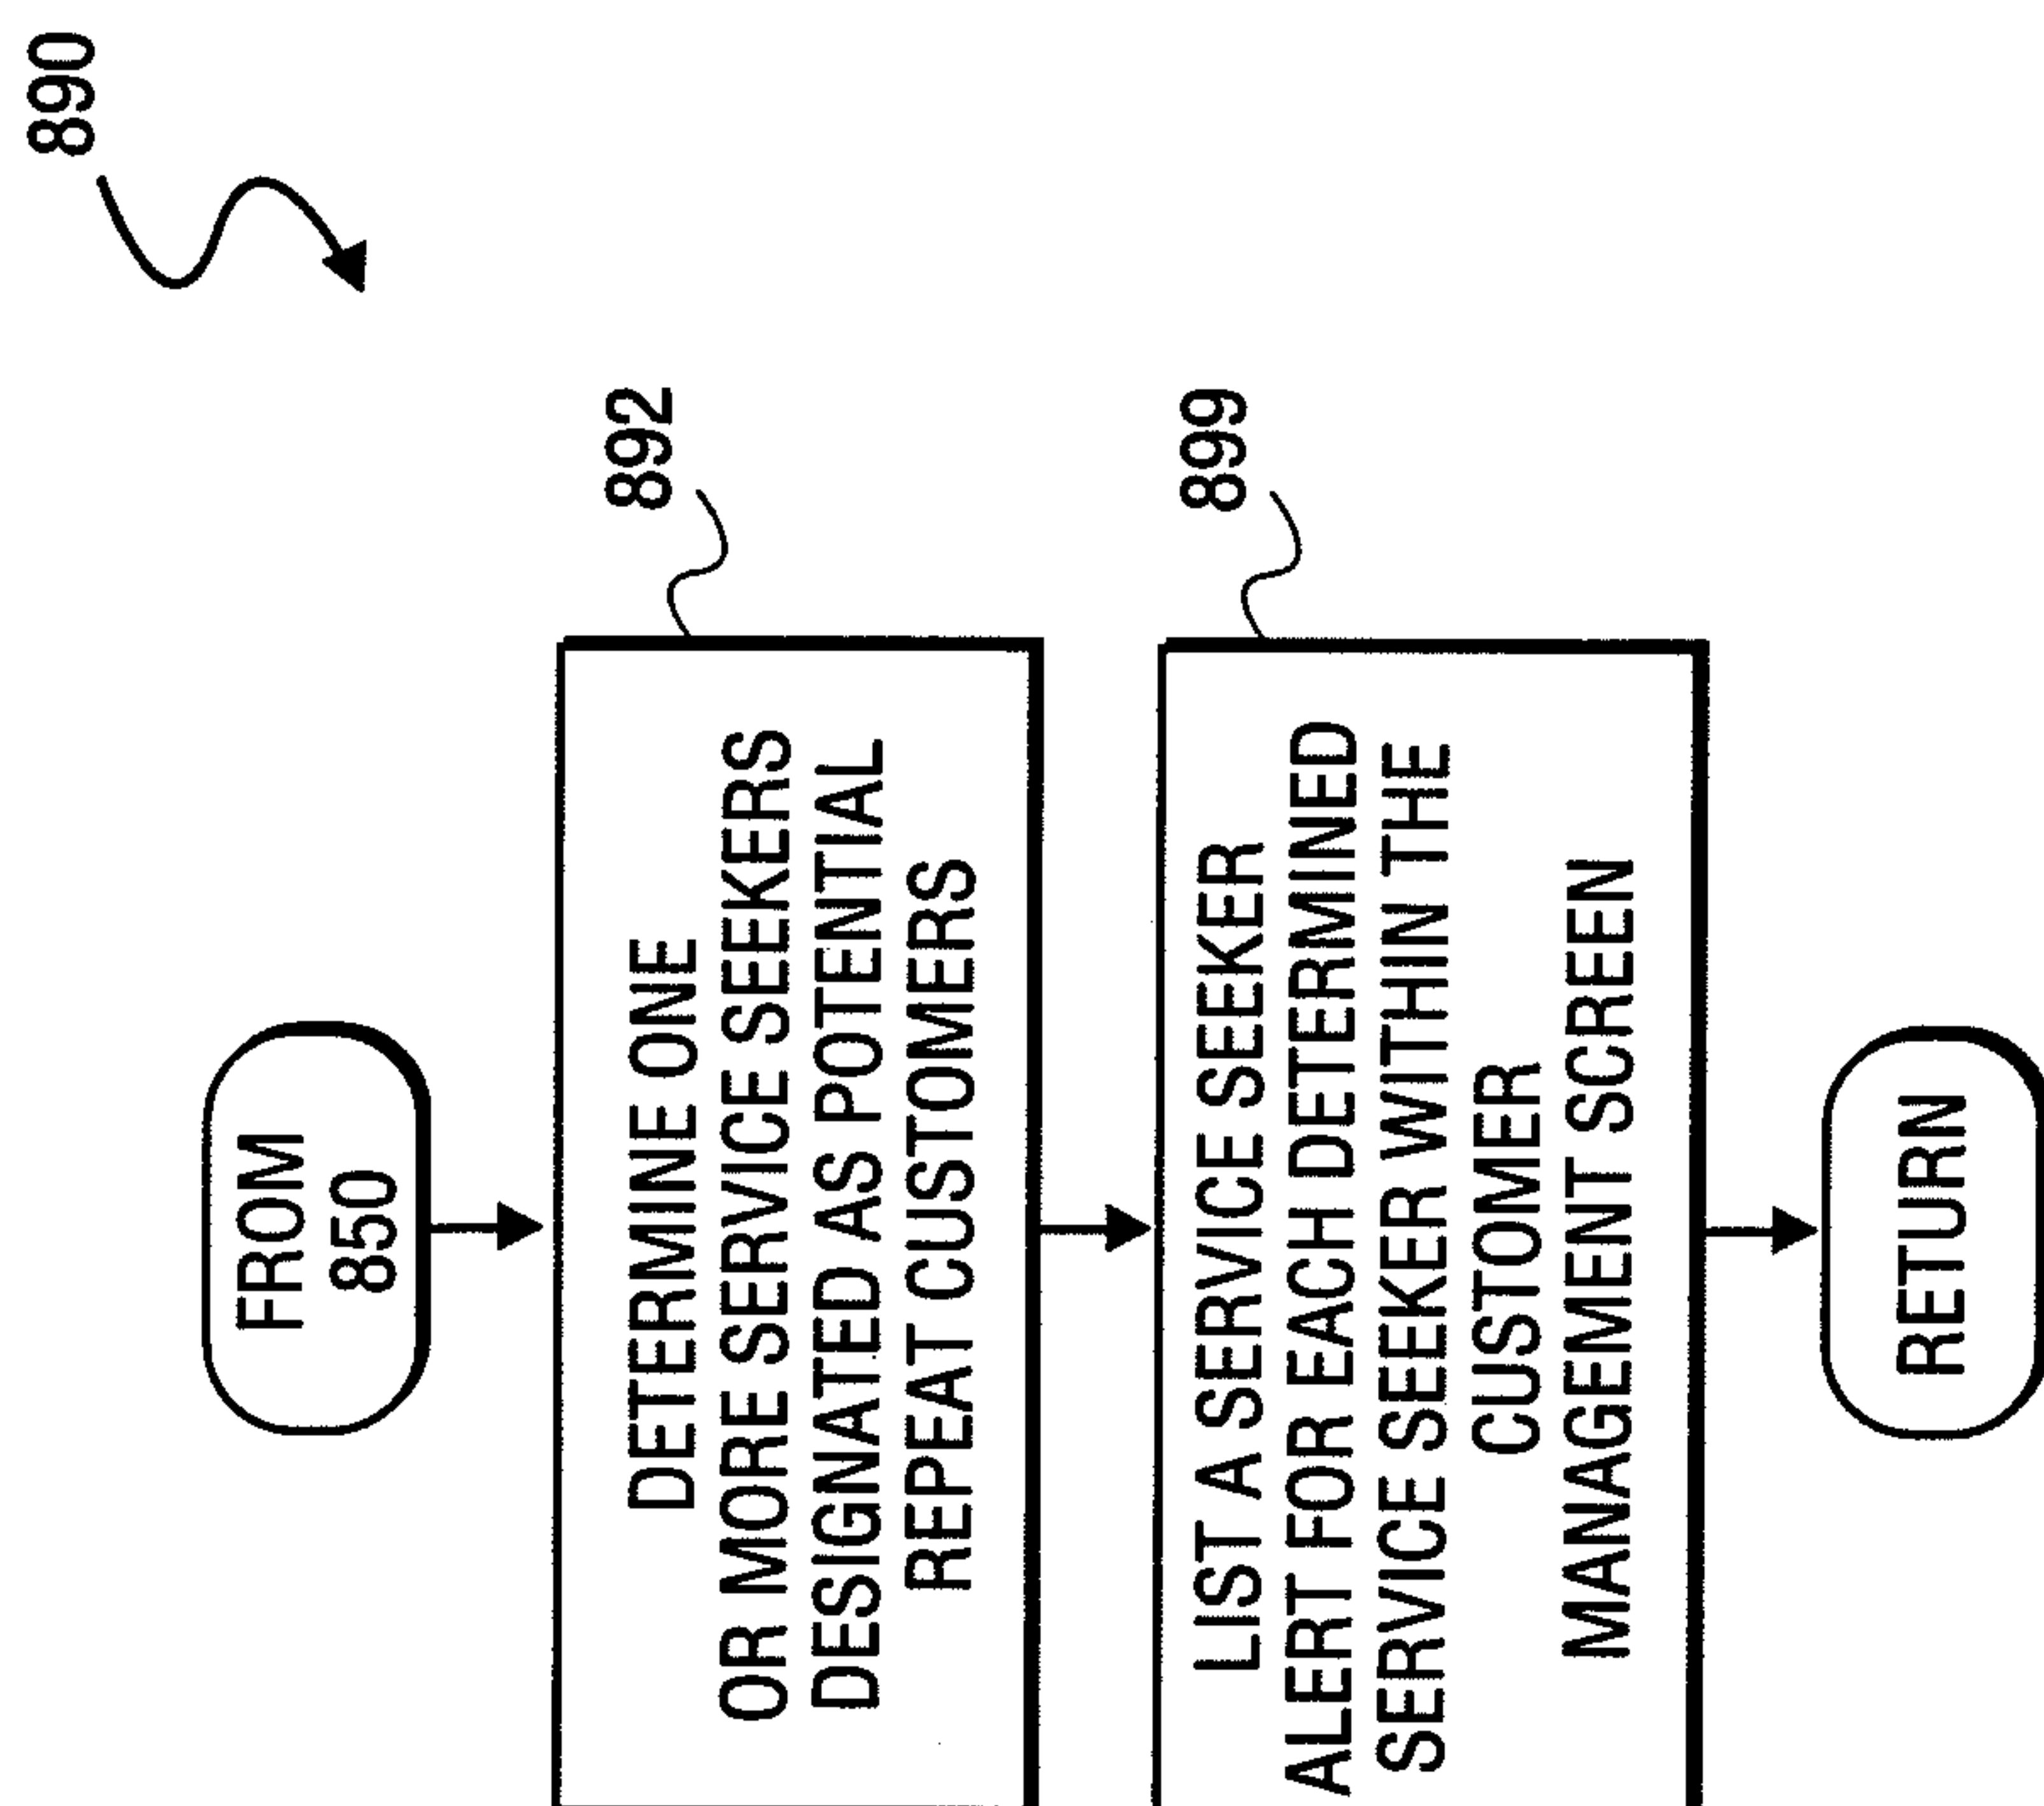 890
FROM
850
892
DETERMINE ONE
OR MORE SERVICE SEEKERS
DESIGNATED AS POTENTIAL
REPEAT CUSTOMERS
899
LIST A SERVICE SEEKER
ALERT FOR EACH DETERMINED
SERVICE SEEKER WITHIN THE
CUSTOMER
MANAGEMENT SCREEN
RETURN